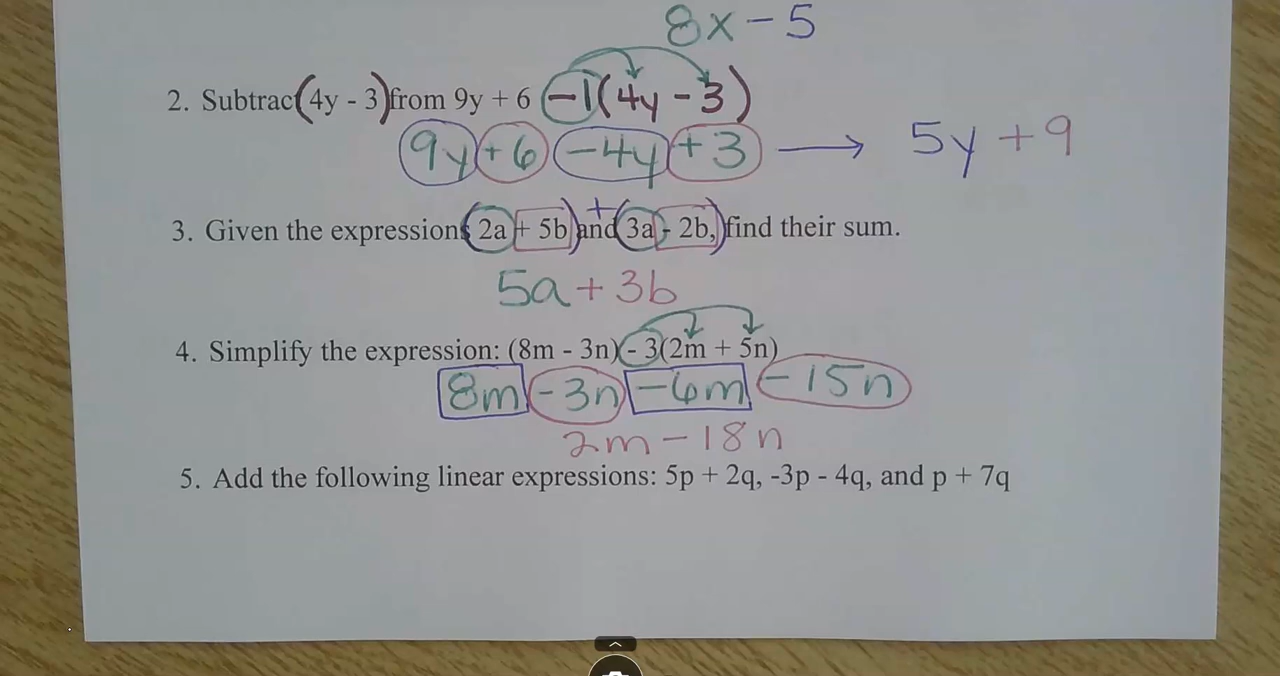 8x - 5
2. Subtract (4y - 3) from 9y + 6 -1(4y - 3)
9y + 6 -4y + 3 → 5y + 9
3. Given the expressions (2a + 5b) and + (3a - 2b,) find their sum.
5a + 3b
4. Simplify the expression: (8m - 3n) - 3(2m + 5n)
8m - 3n - 6m - 15n
2m - 18n
5. Add the following linear expressions: 5p + 2q, -3p - 4q, and p + 7q